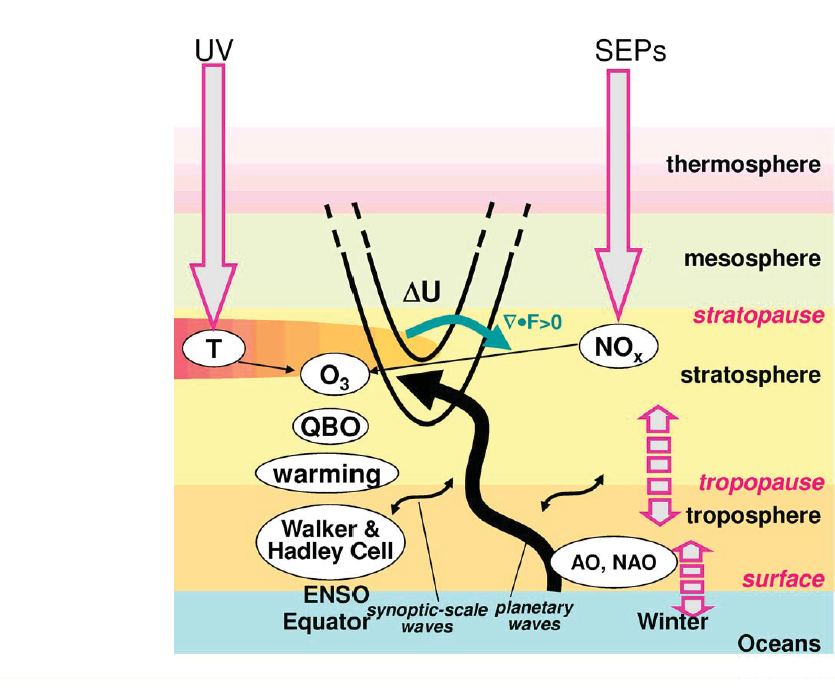 UV
SEPs
thermosphere
mesosphere
ΔU
∇•F>0
stratopause
T
NOx
O3
stratosphere
QBO
warming
tropopause
troposphere
Walker &
Hadley Cell
AO, NAO
surface
ENSO
synoptic-scale
waves
planetary
waves
Equator
Winter
Oceans